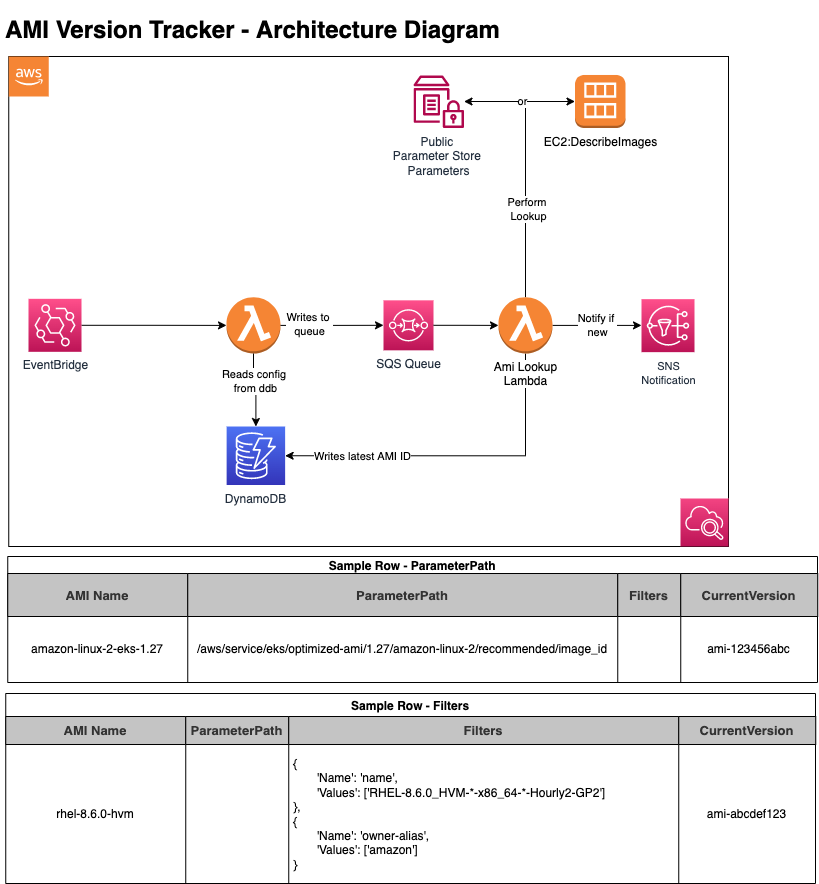 AMI Version Tracker - Architecture Diagram
aws
or
Public
Parameter Store
Parameters
EC2:DescribeImages
Perform
Lookup
EventBridge
Writes to
queue
SQS Queue
Ami Lookup
Lambda
Notify if
new
SNS
Notification
Reads config
from ddb
Writes latest AMI ID
DynamoDB
Sample Row - ParameterPath
AMI Name ParameterPath Filters CurrentVersion
amazon-linux-2-eks-1.27 /aws/service/eks/optimized-ami/1.27/amazon-linux-2/recommended/image_id ami-123456abc
Sample Row - Filters
AMI Name ParameterPath Filters CurrentVersion
{
'Name': 'name',
'Values': ['RHEL-8.6.0_HVM-*-x86_64-*-Hourly2-GP2']
},
rhel-8.6.0-hvm ami-abcdef123
{
'Name': 'owner-alias',
'Values': ['amazon']
}